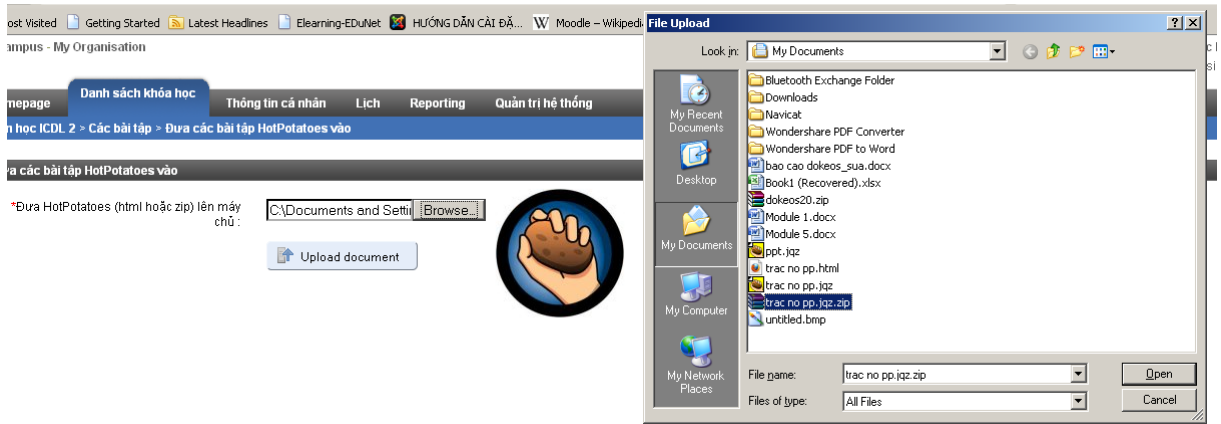 ost Visited Getting Started Latest Headlines Elearning-EDuNet HƯỚNG DẪN CÀI ĐẶ... Moodle – Wikipedi
ampus - My Organisation
mepage Danh sách khóa học Thông tin cá nhân Lịch Reporting Quản trị hệ thống
n học ICDL 2 > Các bài tập > Đưa các bài tập HotPotatoes vào
a các bài tập HotPotatoes vào
*Đưa HotPotatoes (html hoặc zip) lên máy
chủ :
C:\Documents and Settin Browse...
Upload document
File Upload
Look in: My Documents
My Recent
Documents
Desktop
My Documents
My Computer
My Network
Places
Bluetooth Exchange Folder
Downloads
Navicat
Wondershare PDF Converter
Wondershare PDF to Word
bao cao dokeos_sua.docx
Book1 (Recovered).xlsx
dokeos20.zip
Module 1.docx
Module 5.docx
ppt.jqz
trac no pp.html
trac no pp.jqz
trac no pp.jqz.zip
untitled.bmp
File name: trac no pp.jqz.zip Open
Files of type: All Files Cancel